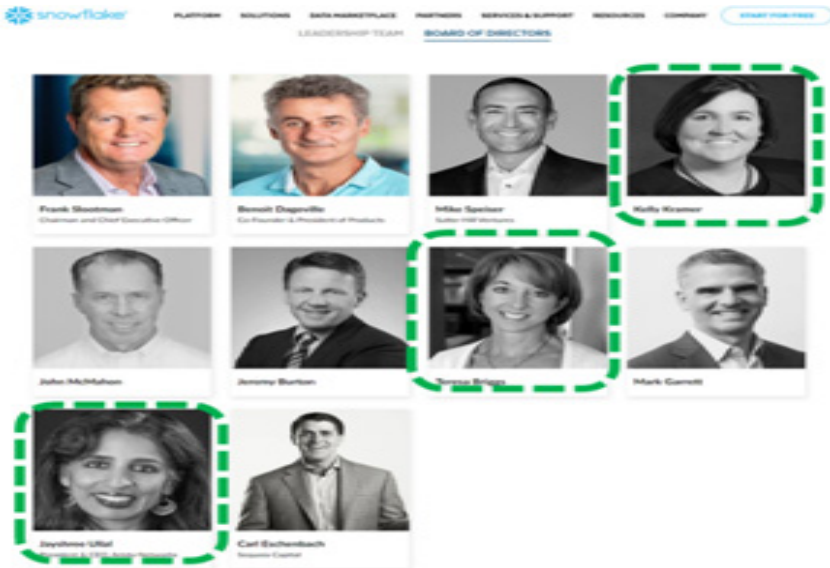 snowflake
PLATFORM SOLUTIONS DATA MARKETPLACE PARTNERS SERVICES & SUPPORT RESOURCES COMPANY START FOR FREE
LEADERSHIP TEAM BOARD OF DIRECTORS
Frank Slootman Benoit Dageville Mike Speiser Kelly Kramer
Chairman and Chief Executive Officer Co-Founder & President of Products Sutter Hill Ventures
John McMahon Jeremy Burton Teresa Briggs Mark Garrett
Jayshree Ullal Carl Eschenbach
President & CEO, Arista Networks Sequoia Capital